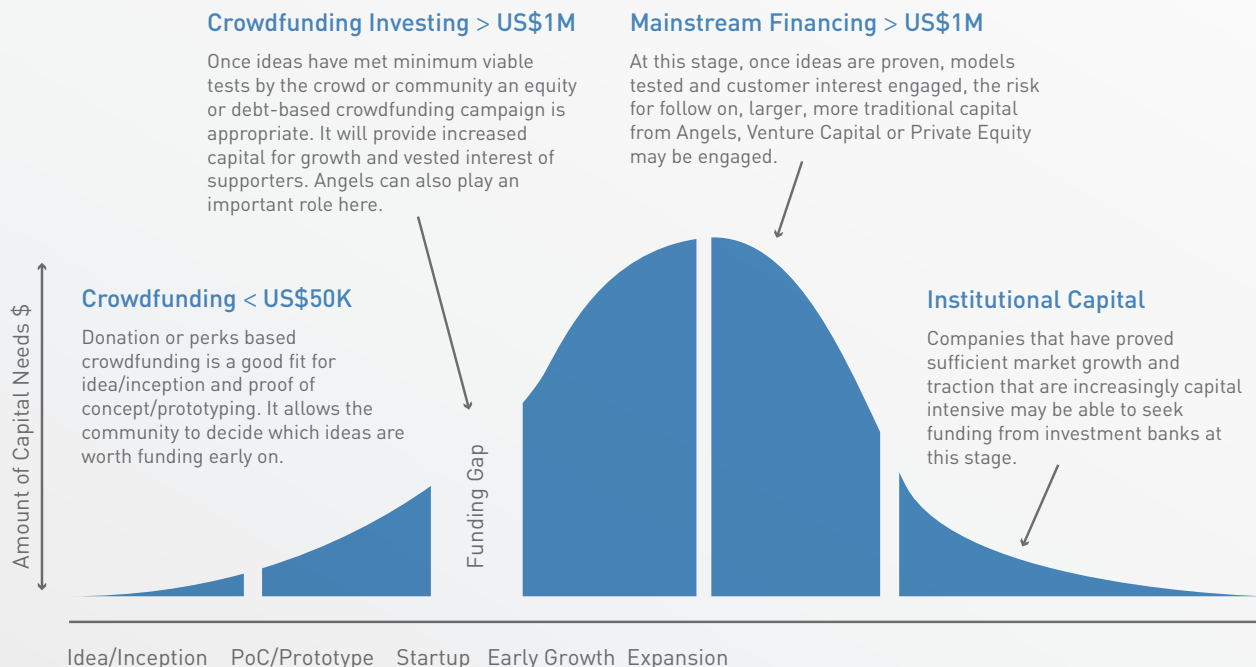 Crowdfunding Investing > US$1M
Once ideas have met minimum viable
tests by the crowd or community an equity
or debt-based crowdfunding campaign is
appropriate. It will provide increased
capital for growth and vested interest of
supporters. Angels can also play an
important role here.
Mainstream Financing > US$1M
At this stage, once ideas are proven, models
tested and customer interest engaged, the risk
for follow on, larger, more traditional capital
from Angels, Venture Capital or Private Equity
may be engaged.
Crowdfunding < US$50K
Donation or perks based
crowdfunding is a good fit for
idea/inception and proof of
concept/prototyping. It allows the
community to decide which ideas are
worth funding early on.
Institutional Capital
Companies that have proved
sufficient market growth and
traction that are increasingly capital
intensive may be able to seek
funding from investment banks at
this stage.
Amount of Capital Needs $
Funding Gap
Idea/Inception PoC/Prototype Startup Early Growth Expansion